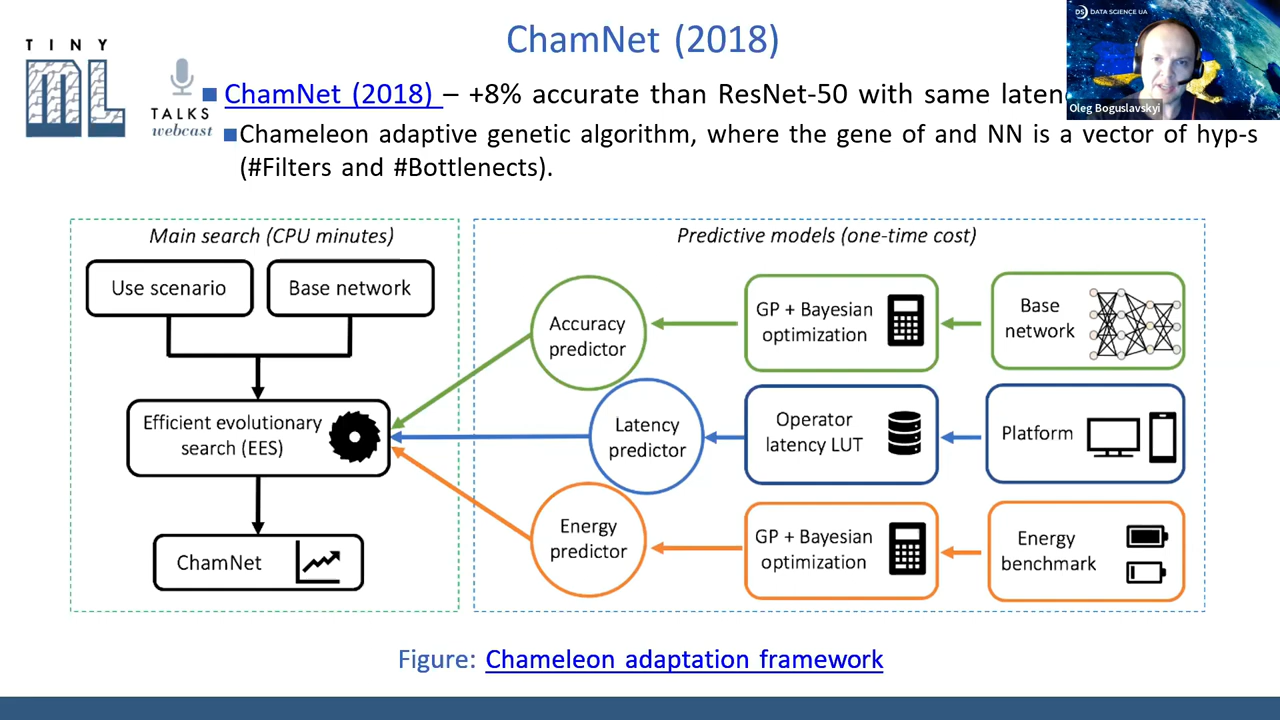 ChamNet (2018)
TINY
ML
TALKS
webcast
DS DATA SCIENCE UA
Oleg Boguslavskyi
ChamNet (2018) – +8% accurate than ResNet-50 with same
Chameleon adaptive genetic algorithm, where the gene of and NN is a vector of hyp-s
(#Filters and #Bottlenects).
Main search (CPU minutes)
Use scenario
Base network
Efficient evolutionary
search (EES)
ChamNet
Predictive models (one-time cost)
Accuracy
predictor
GP + Bayesian
optimization
Base
network
Latency
predictor
Operator
latency LUT
Platform
Energy
predictor
GP + Bayesian
optimization
Energy
benchmark
Figure: Chameleon adaptation framework